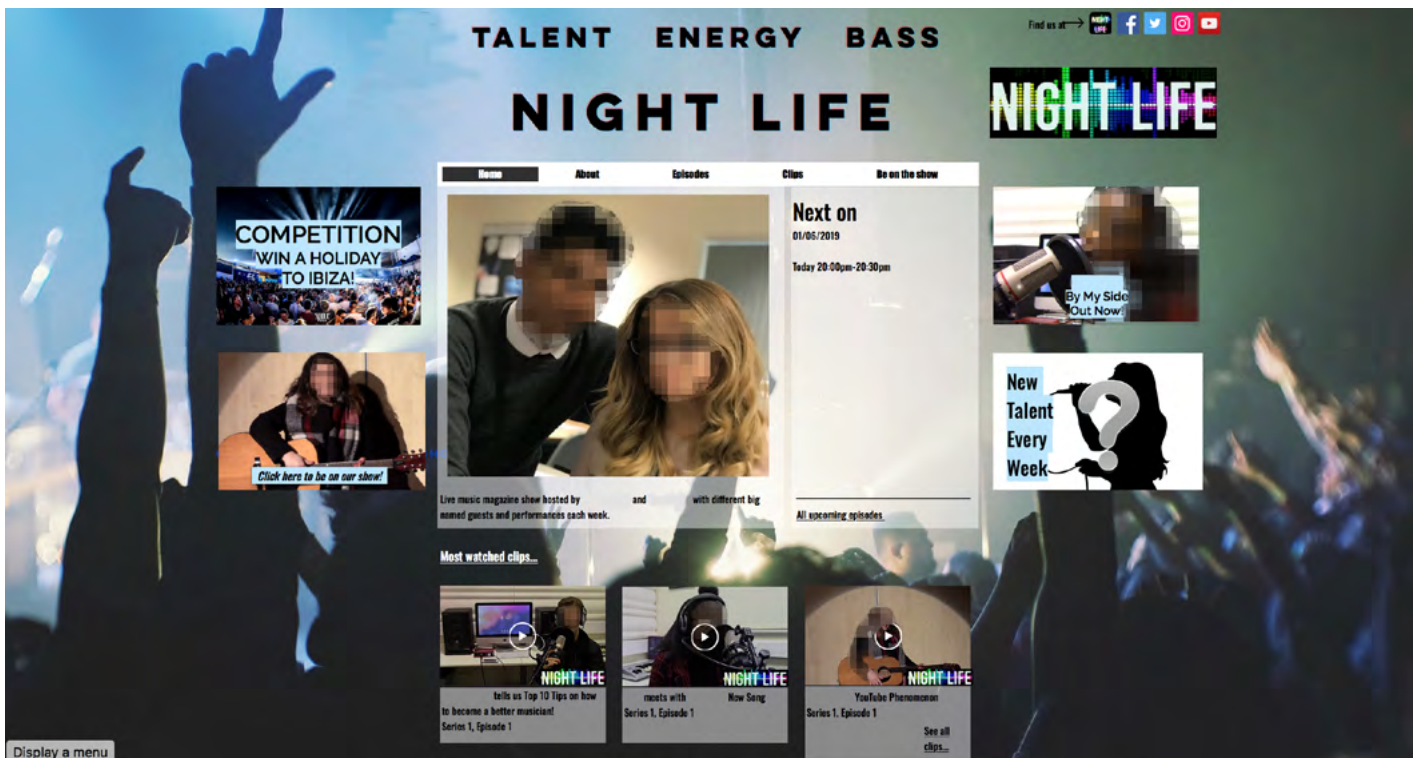 TALENT ENERGY BASS
Find us at
NIGHT LIFE
NIGHT LIFE
NIGHT LIFE
Home About Episodes Clips Be on the show
COMPETITION
WIN A HOLIDAY
TO IBIZA!
Click here to be on our show!
Next on
01/06/2019
Today 20:00pm-20:30pm
All upcoming episodes
Live music magazine show hosted by and with different big
named guests and performances each week.
By My Side
Out Now!
New
Talent
Every
Week
Most watched clips...
NIGHT LIFE
tells us Top 10 Tips on how
to become a better musician!
Series 1, Episode 1
NIGHT LIFE
meets with New Song
Series 1, Episode 1
NIGHT LIFE
YouTube Phenomenon
Series 1, Episode 1
See all
clips...
Display a menu